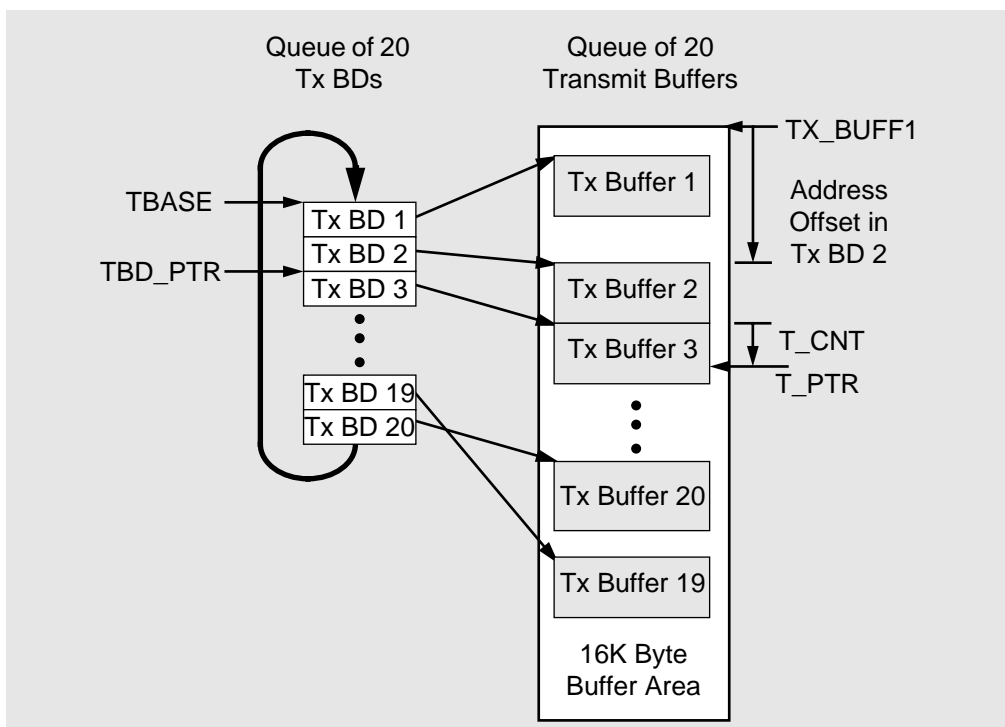 Queue of 20
Tx BDs
Queue of 20
Transmit Buffers
TBASE
TBD_PTR
Tx BD 1
Tx BD 2
Tx BD 3
Tx BD 19
Tx BD 20
Tx Buffer 1
Tx Buffer 2
Tx Buffer 3
Tx Buffer 20
Tx Buffer 19
16K Byte
Buffer Area
TX_BUFF1
Address
Offset in
Tx BD 2
T_CNT
T_PTR